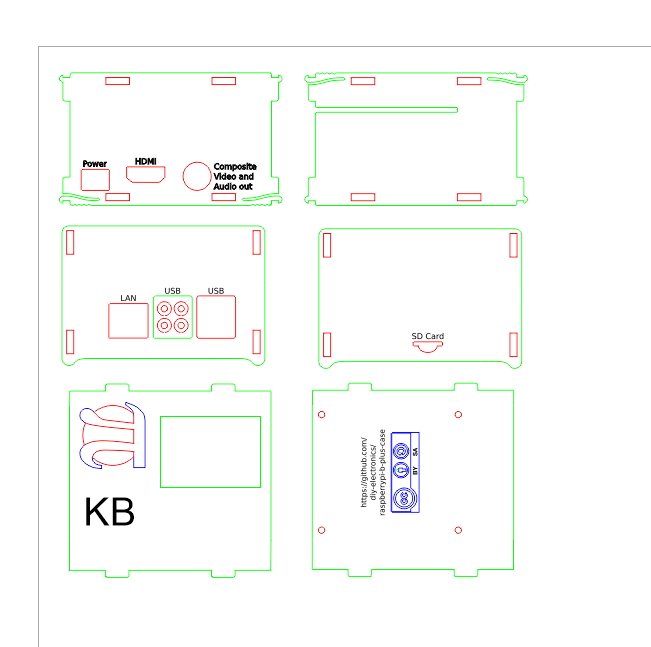 Power
HDMI
Composite
Video and
Audio out
LAN
USB
USB
SD Card
KB
https://github.com/
diy-electronics/
raspberrypi-b-plus-case
cc
BY
SA